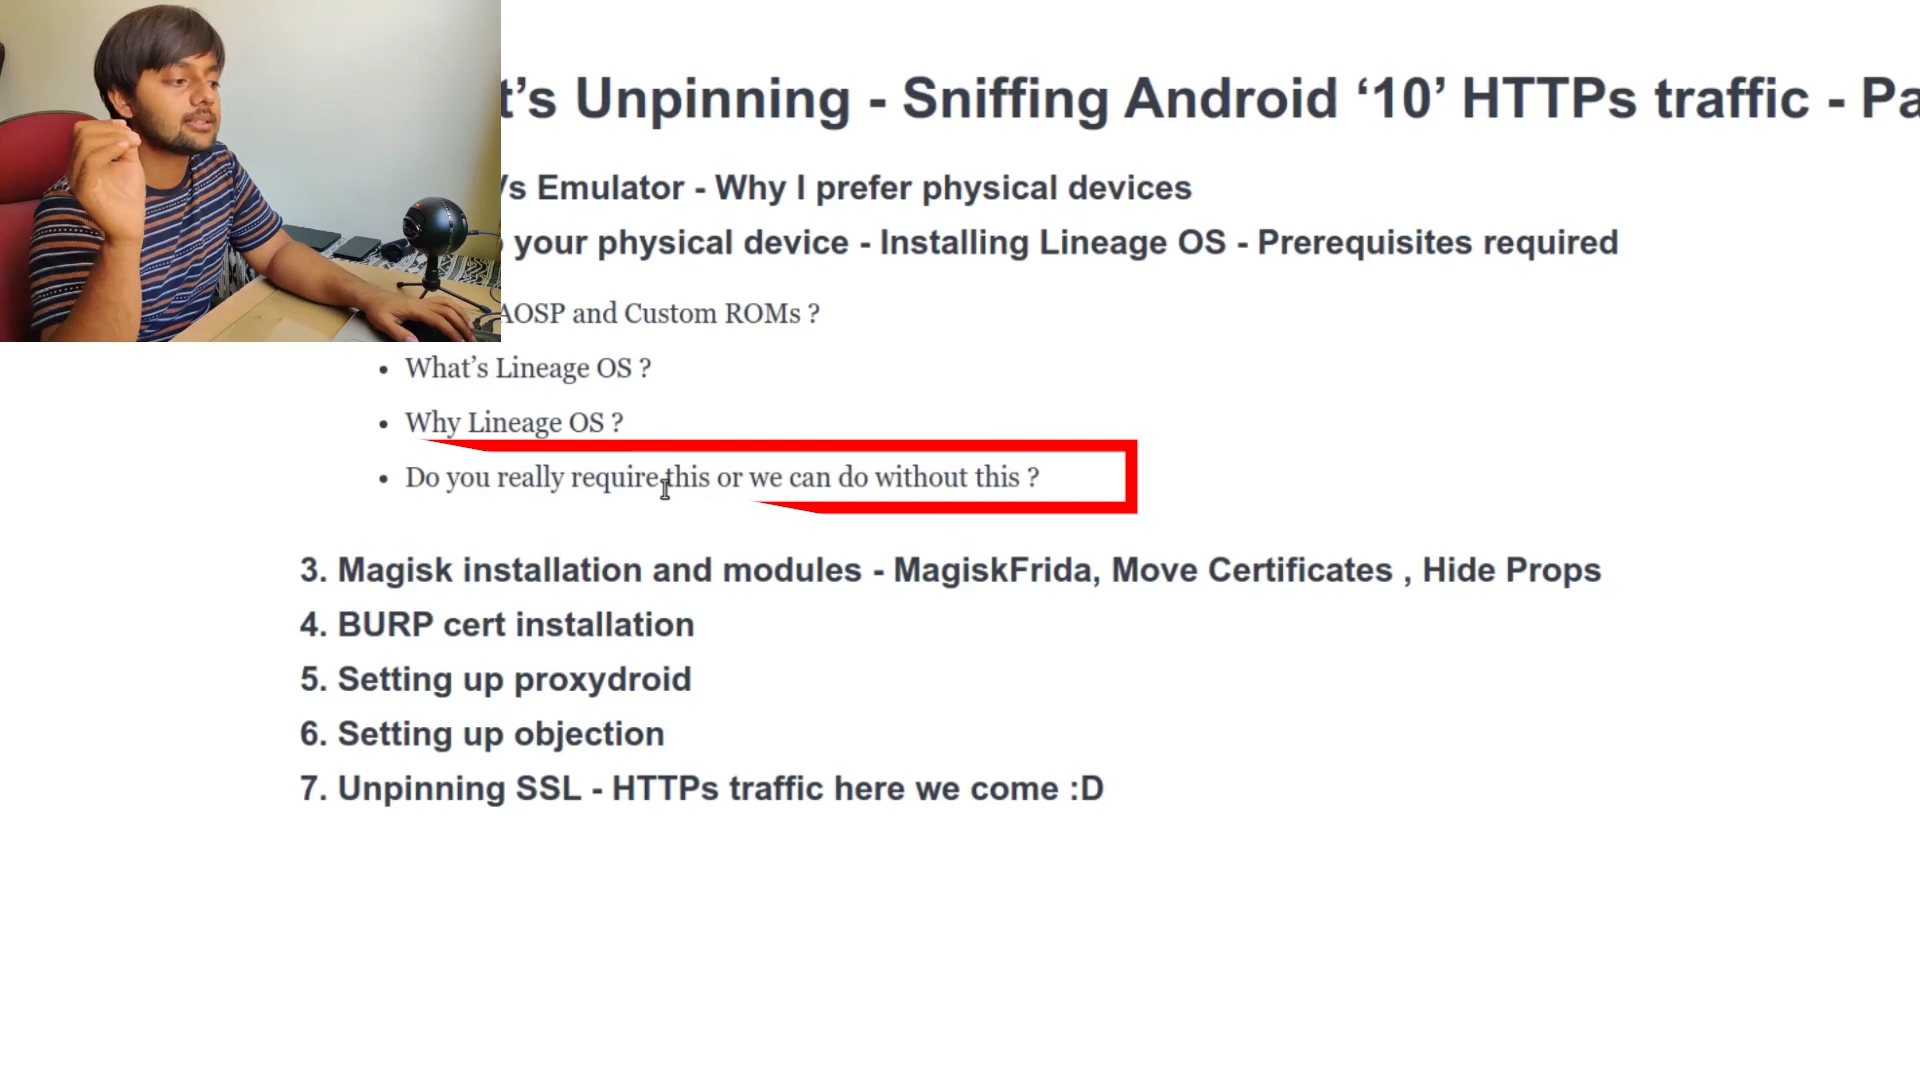 t’s Unpinning - Sniffing Android ‘10’ HTTPs traffic - Pa
Vs Emulator - Why I prefer physical devices
your physical device - Installing Lineage OS - Prerequisites required
AOSP and Custom ROMs ?
• What’s Lineage OS ?
• Why Lineage OS ?
• Do you really require this or we can do without this ?
3. Magisk installation and modules - MagiskFrida, Move Certificates , Hide Props
4. BURP cert installation
5. Setting up proxydroid
6. Setting up objection
7. Unpinning SSL - HTTPs traffic here we come :D